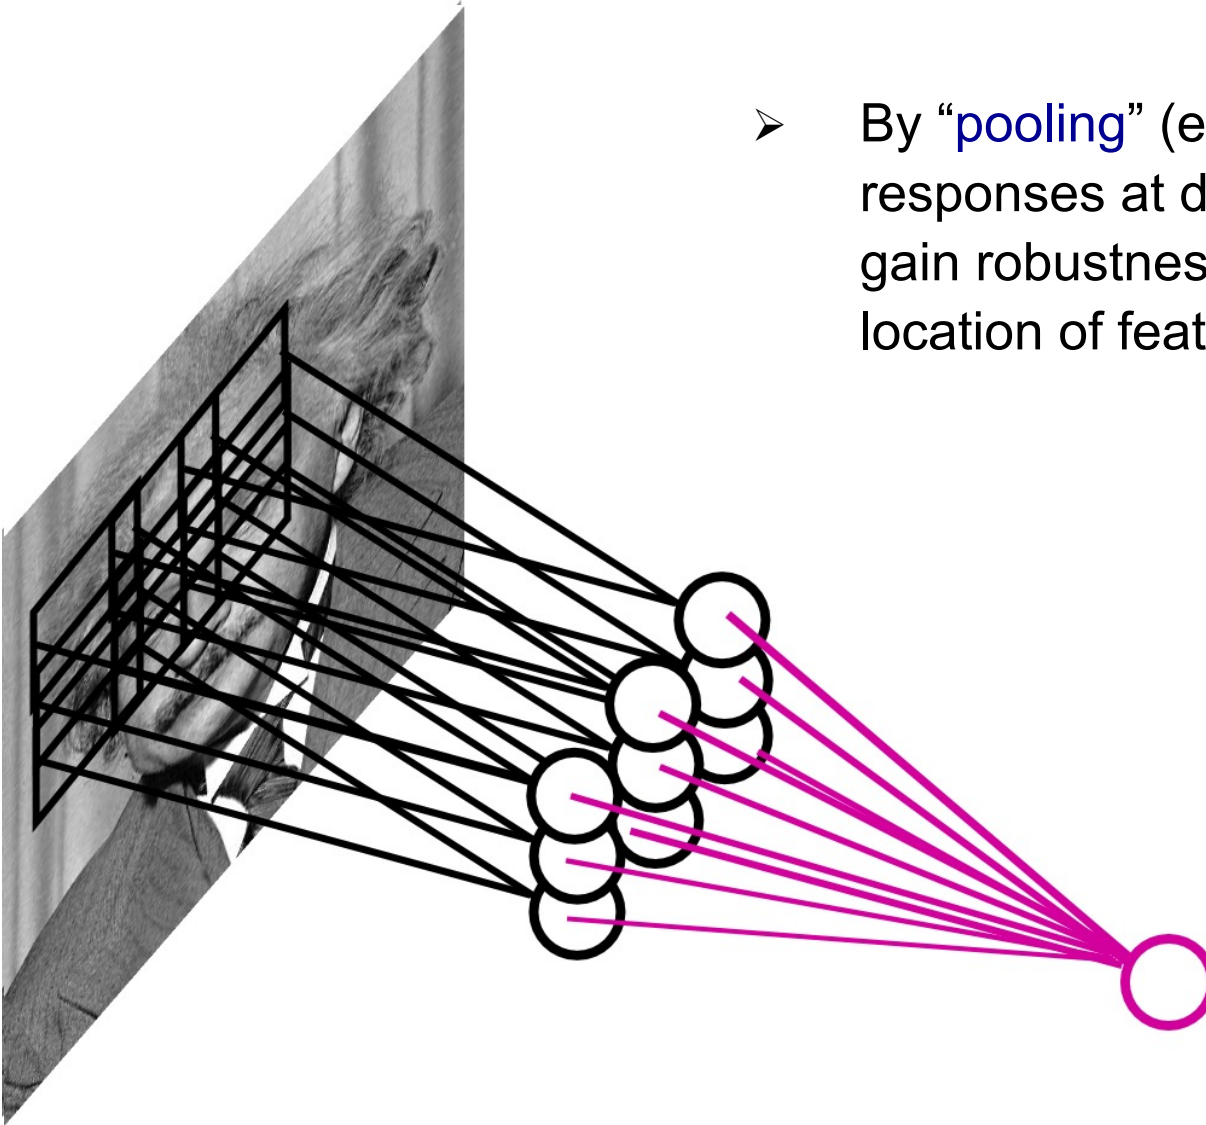 ➢ By “pooling” (e
responses at d
gain robustnes
location of feat